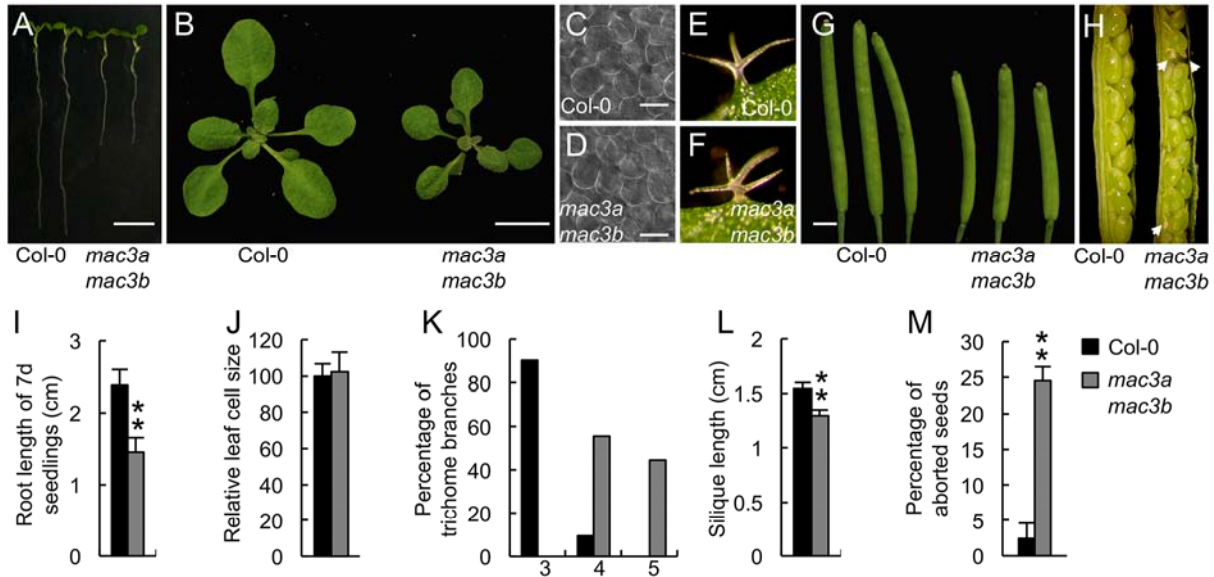 A
B
C
Col-0
D
mac3a
mac3b
E
Col-0
F
mac3a
mac3b
G
H
Col-0 mac3a
mac3b
Col-0
mac3a
mac3b
Col-0
mac3a
mac3b
Col-0 mac3a
mac3b
I
Root length of 7d
seedlings (cm)
3
2
1
0
**
J
Relative leaf cell size
120
100
80
60
40
20
0
K
Percentage of
trichome branches
100
80
60
40
20
0
3 4 5
L
Silique length (cm)
2
1.5
1
0.5
0
**
M
Percentage of
aborted seeds
30
25
20
15
10
5
0
**
Col-0
mac3a
mac3b